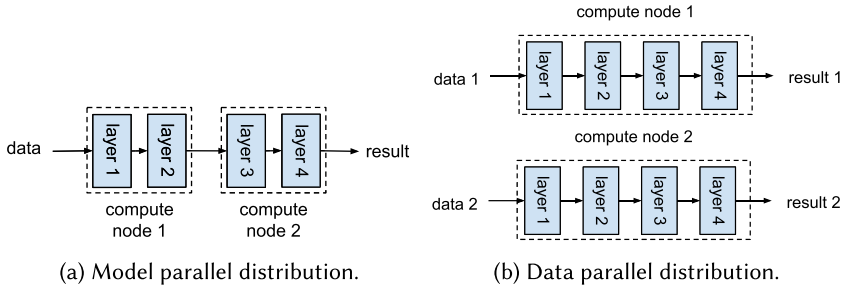 data
layer 1
layer 2
layer 3
layer 4
result
compute
node 1
compute
node 2
(a) Model parallel distribution.
compute node 1
data 1
layer 1
layer 2
layer 3
layer 4
result 1
compute node 2
data 2
layer 1
layer 2
layer 3
layer 4
result 2
(b) Data parallel distribution.